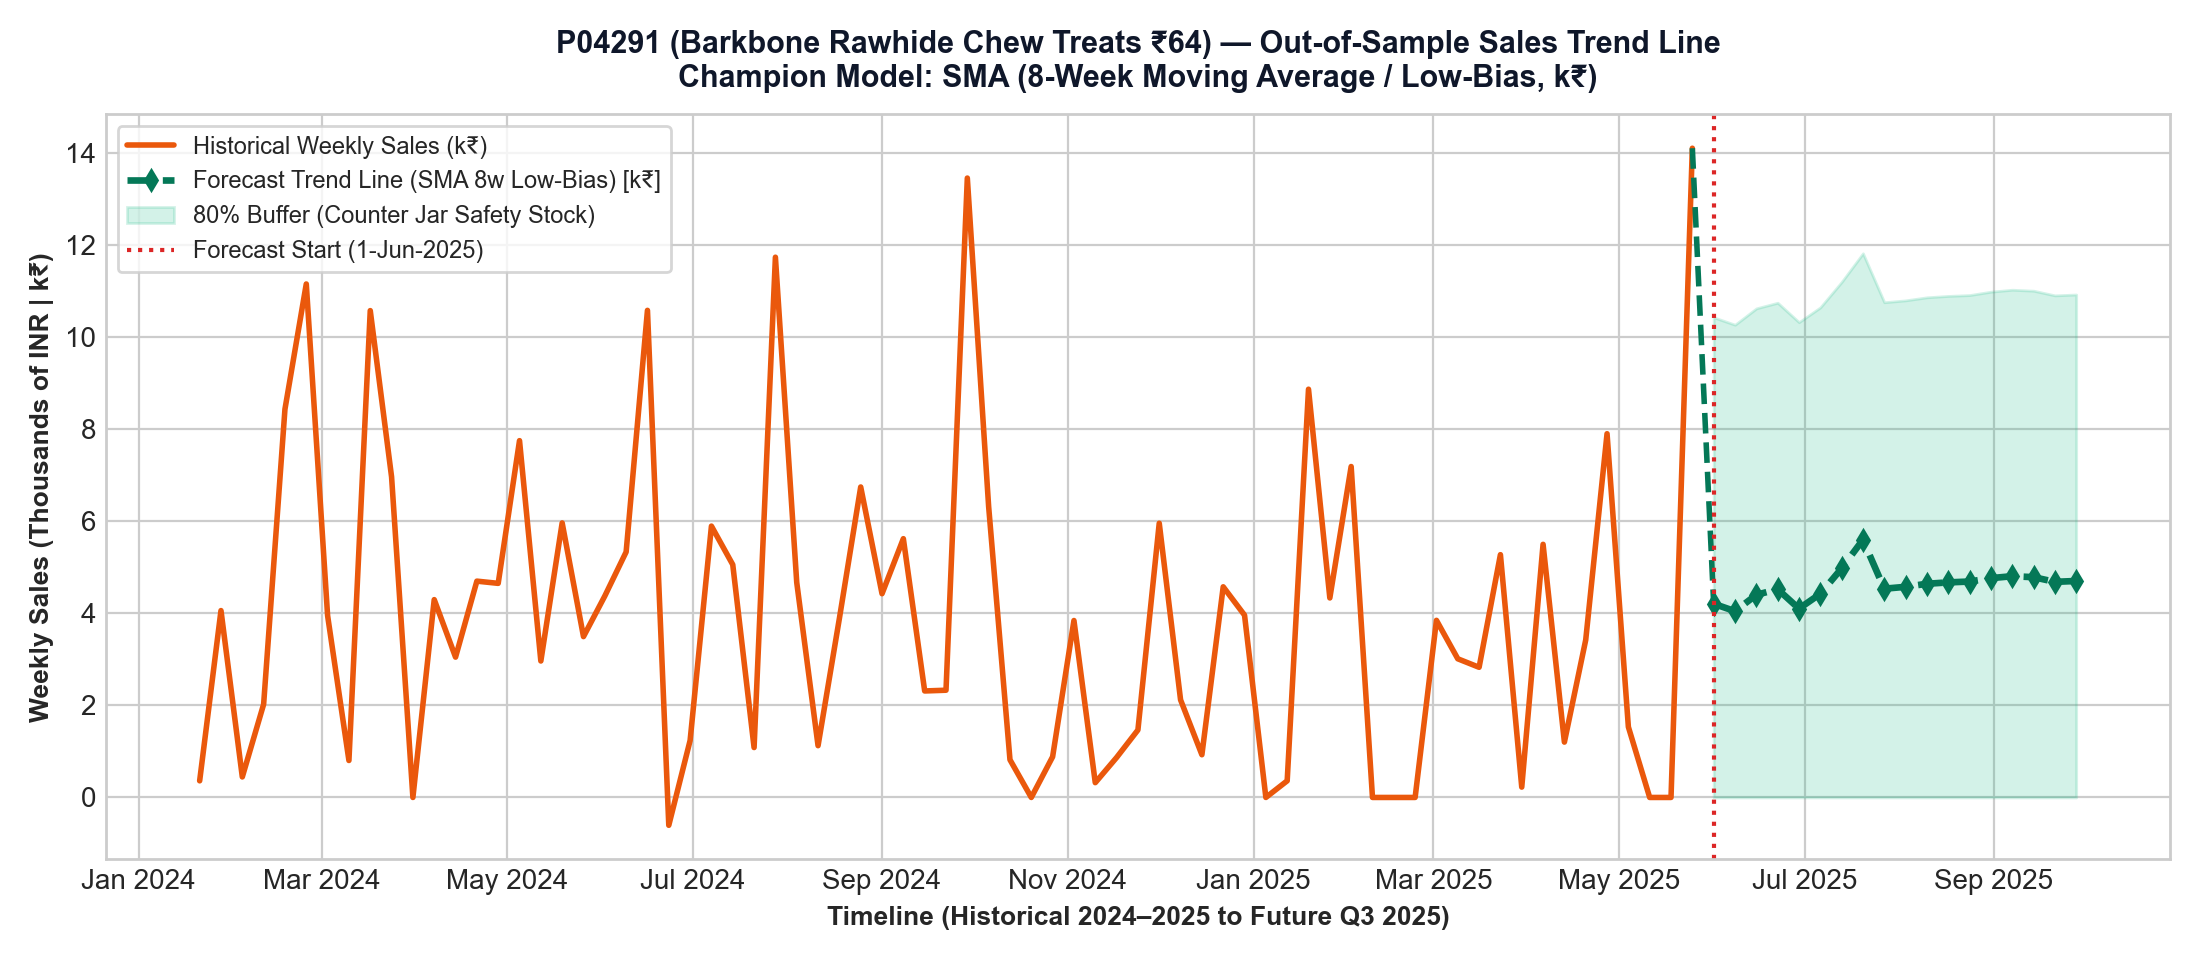 P04291 (Barkbone Rawhide Chew Treats ₹64) — Out-of-Sample Sales Trend Line
Champion Model: SMA (8-Week Moving Average / Low-Bias, k₹)
Historical Weekly Sales (k₹)
Forecast Trend Line (SMA 8w Low-Bias) [k₹]
80% Buffer (Counter Jar Safety Stock)
Forecast Start (1-Jun-2025)
Weekly Sales (Thousands of INR | k₹)
14
12
10
8
6
4
2
0
Jan 2024 Mar 2024 May 2024 Jul 2024 Sep 2024 Nov 2024 Jan 2025 Mar 2025 May 2025 Jul 2025 Sep 2025
Timeline (Historical 2024–2025 to Future Q3 2025)